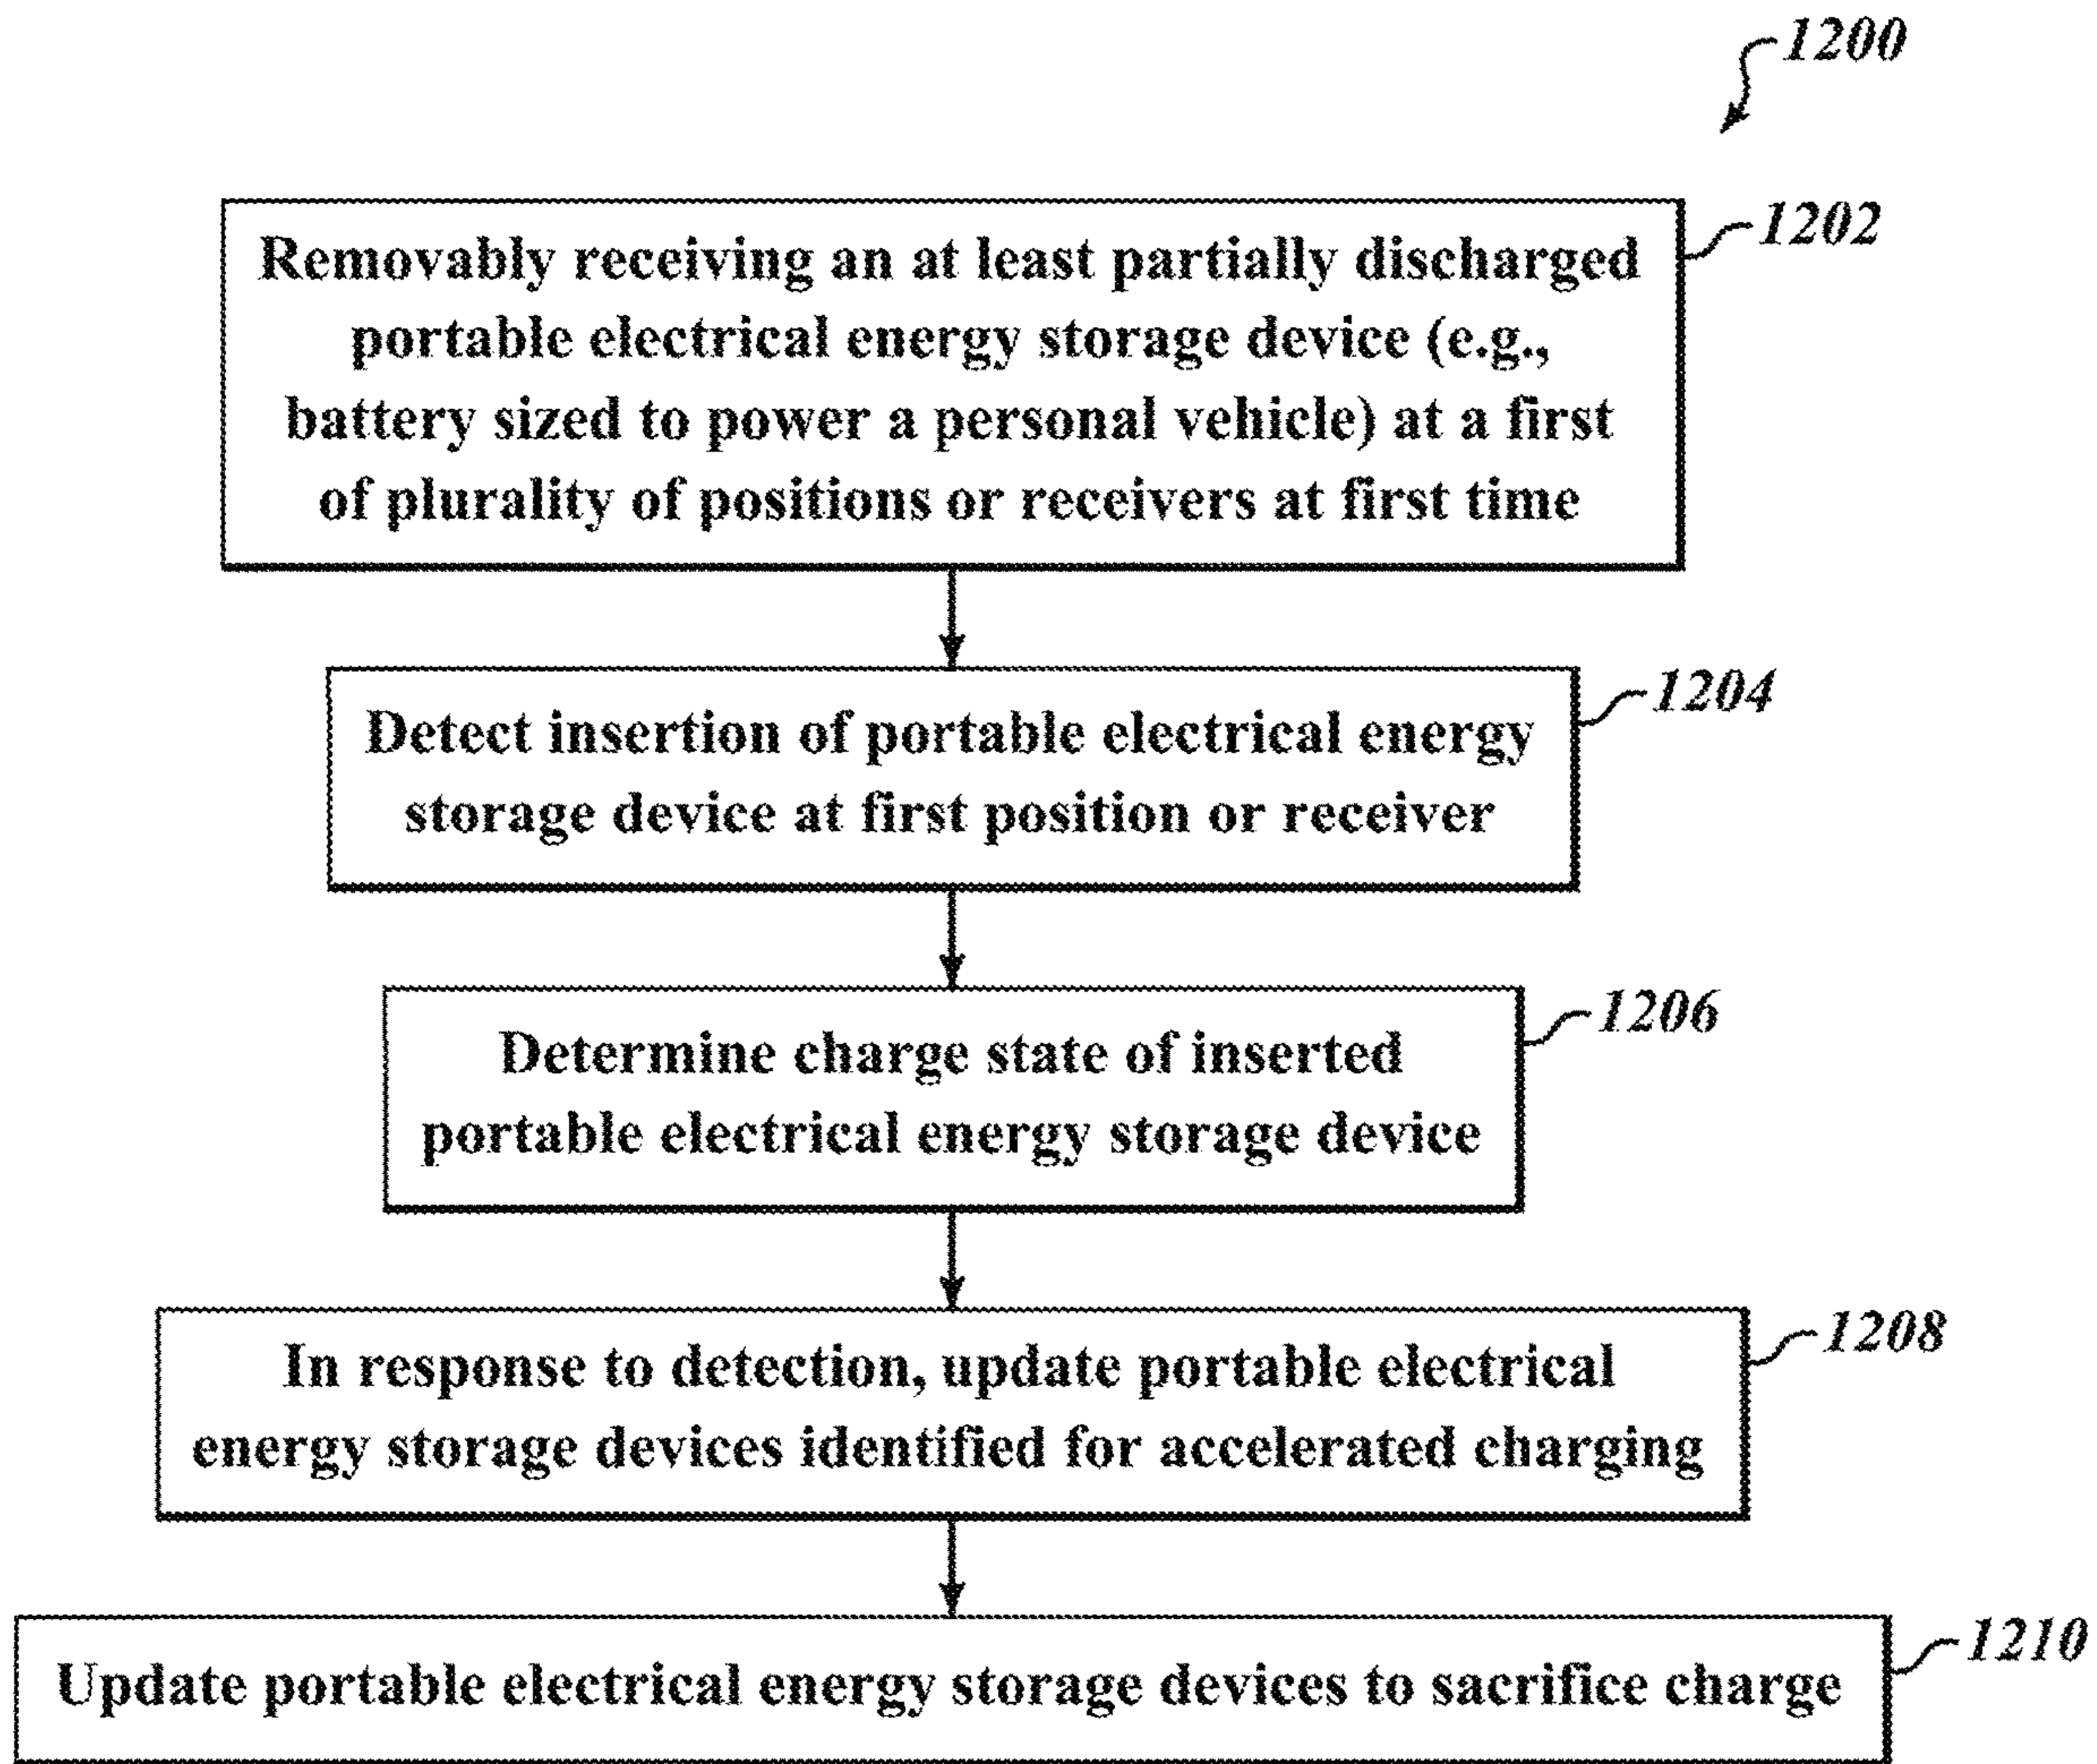 1200
1202
Removably receiving an at least partially discharged
portable electrical energy storage device (e.g.,
battery sized to power a personal vehicle) at a first
of plurality of positions or receivers at first time
1204
Detect insertion of portable electrical energy
storage device at first position or receiver
1206
Determine charge state of inserted
portable electrical energy storage device
1208
In response to detection, update portable electrical
energy storage devices identified for accelerated charging
1210
Update portable electrical energy storage devices to sacrifice charge